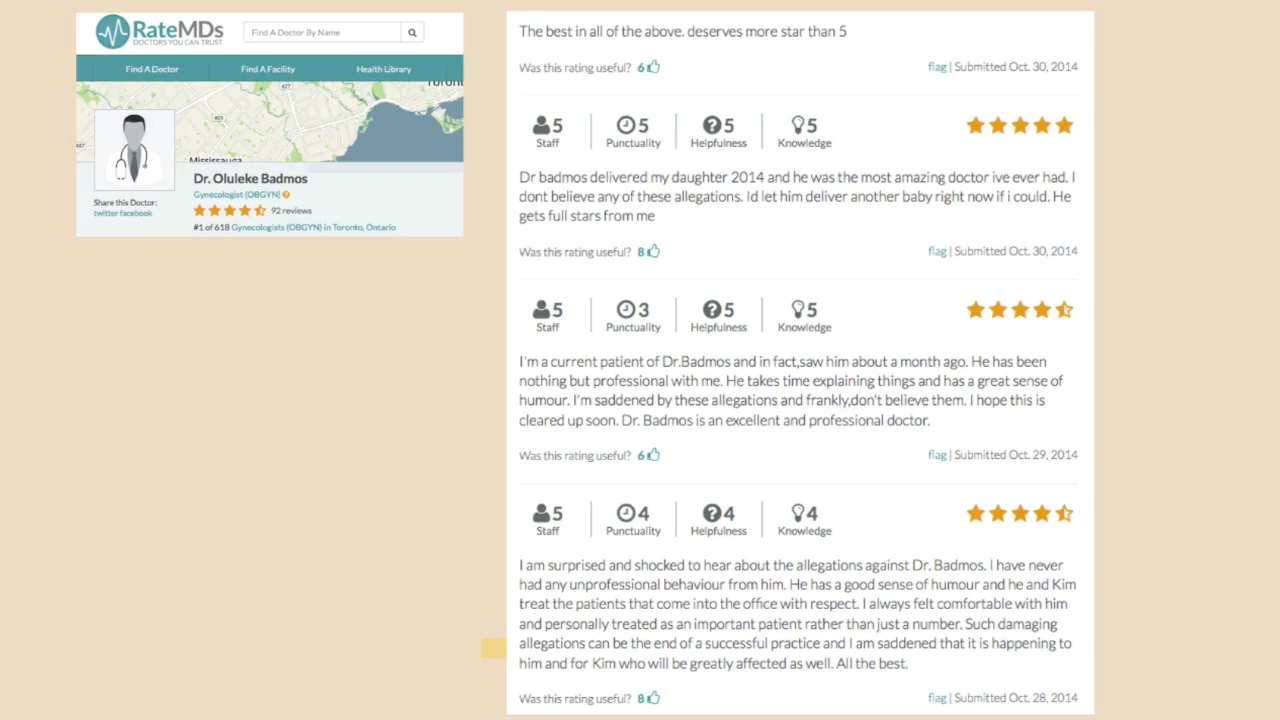 RateMDs
DOCTORS YOU CAN TRUST
Find A Doctor By Name
Find A Doctor
Find A Facility
Health Library
Toronto
427
403
407
Mississauga
Dr. Oluleke Badmos
Gynecologist (OBGYN)
92 reviews
#1 of 618 Gynecologists (OBGYN) in Toronto, Ontario
Share this Doctor:
twitter facebook
The best in all of the above. deserves more star than 5
Was this rating useful? 6
flag | Submitted Oct. 30, 2014
5 5 5 5
Staff Punctuality Helpfulness Knowledge
Dr badmos delivered my daughter 2014 and he was the most amazing doctor ive ever had. I
dont believe any of these allegations. Id let him deliver another baby right now if i could. He
gets full stars from me
Was this rating useful? 8
flag | Submitted Oct. 30, 2014
5 3 5 5
Staff Punctuality Helpfulness Knowledge
I'm a current patient of Dr.Badmos and in fact,saw him about a month ago. He has been
nothing but professional with me. He takes time explaining things and has a great sense of
humour. I'm saddened by these allegations and frankly,don't believe them. I hope this is
cleared up soon. Dr. Badmos is an excellent and professional doctor.
Was this rating useful? 6
flag | Submitted Oct. 29, 2014
5 4 4 4
Staff Punctuality Helpfulness Knowledge
I am surprised and shocked to hear about the allegations against Dr. Badmos. I have never
had any unprofessional behaviour from him. He has a good sense of humour and he and Kim
treat the patients that come into the office with respect. I always felt comfortable with him
and personally treated as an important patient rather than just a number. Such damaging
allegations can be the end of a successful practice and I am saddened that it is happening to
him and for Kim who will be greatly affected as well. All the best.
Was this rating useful? 8
flag | Submitted Oct. 28, 2014